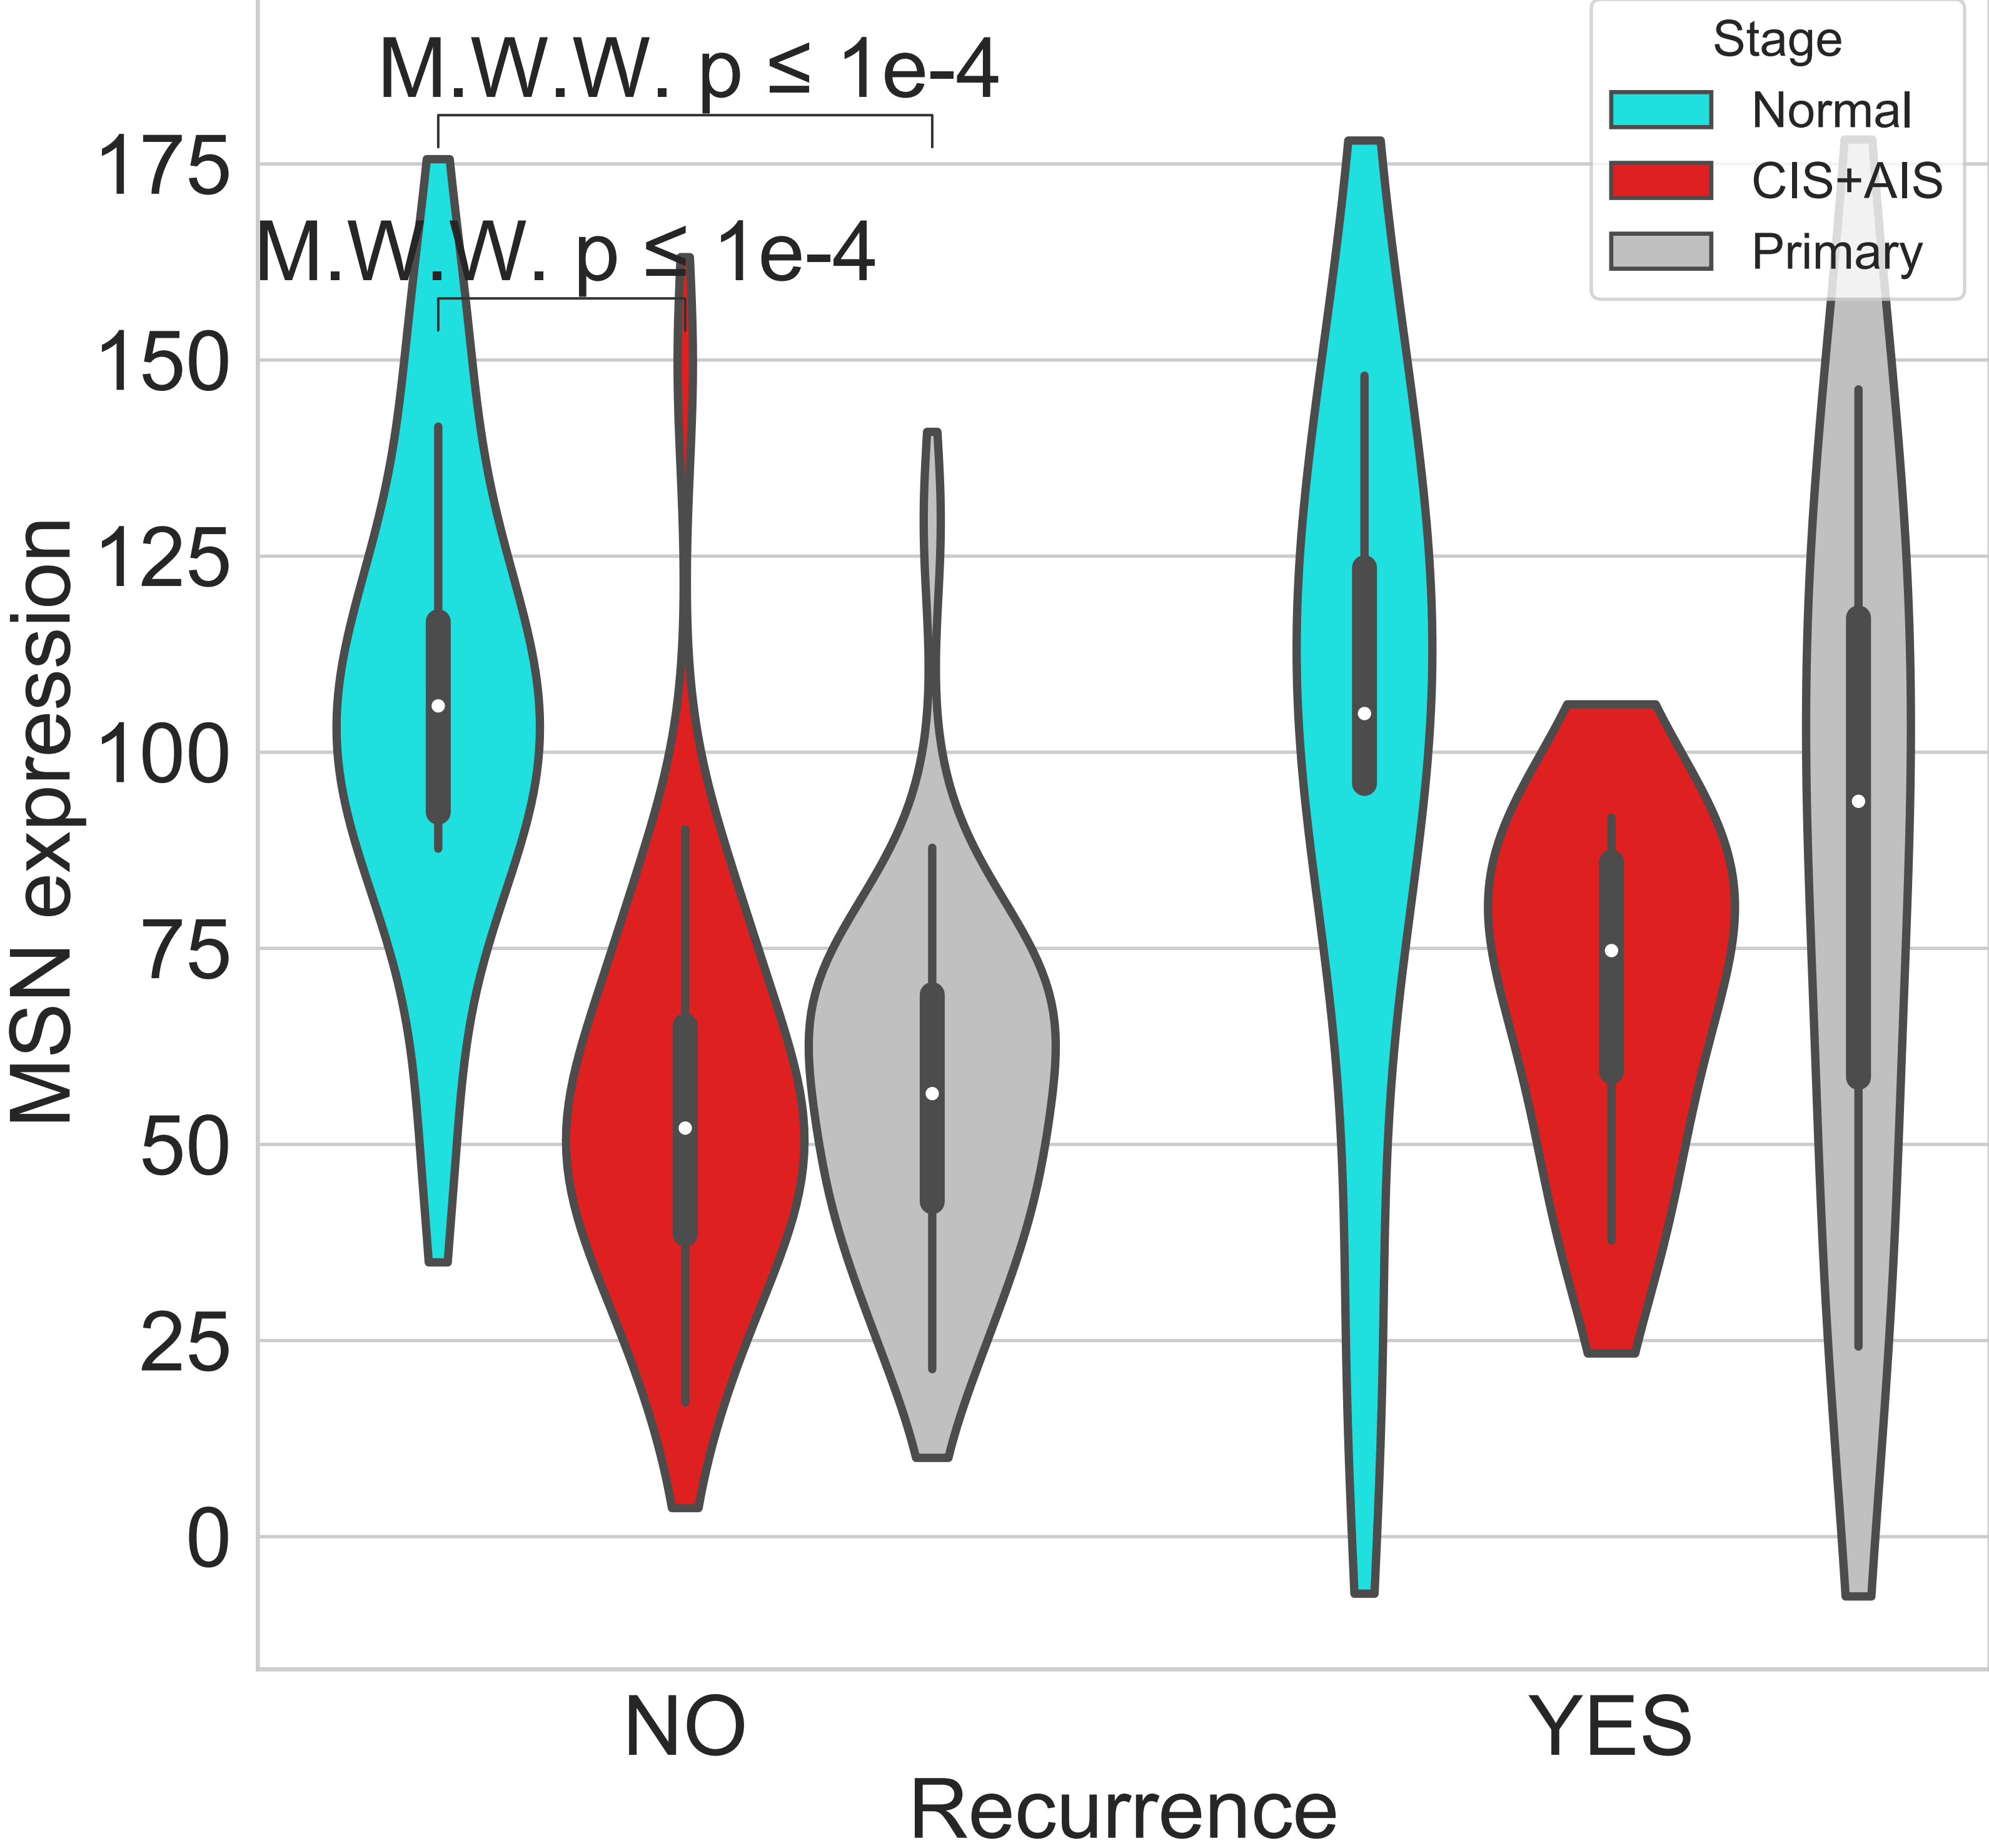 M.W.W. p ≤ 1e-4
M.W.W. p ≤ 1e-4
Stage
Normal
CIS+AIS
Primary
MSN expression
175
150
125
100
75
50
25
0
NO
YES
Recurrence